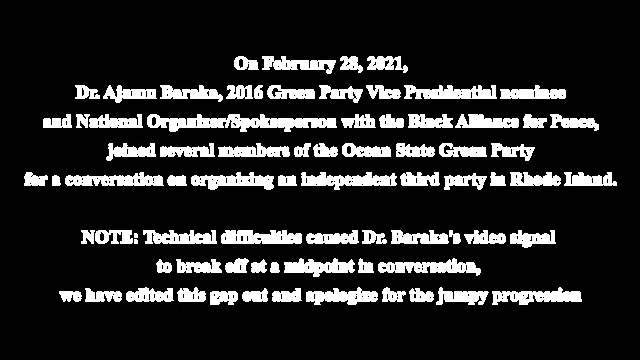 On February 28, 2021,
Dr. Ajamu Baraka, 2016 Green Party Vice Presidential nominee
and National Organizer/Spokesperson with the Black Alliance for Peace,
joined several members of the Ocean State Green Party
for a conversation on organizing an independent third party in Rhode Island.
NOTE: Technical difficulties caused Dr. Baraka's video signal
to break off at a midpoint in conversation,
we have edited this gap out and apologize for the jumpy progression